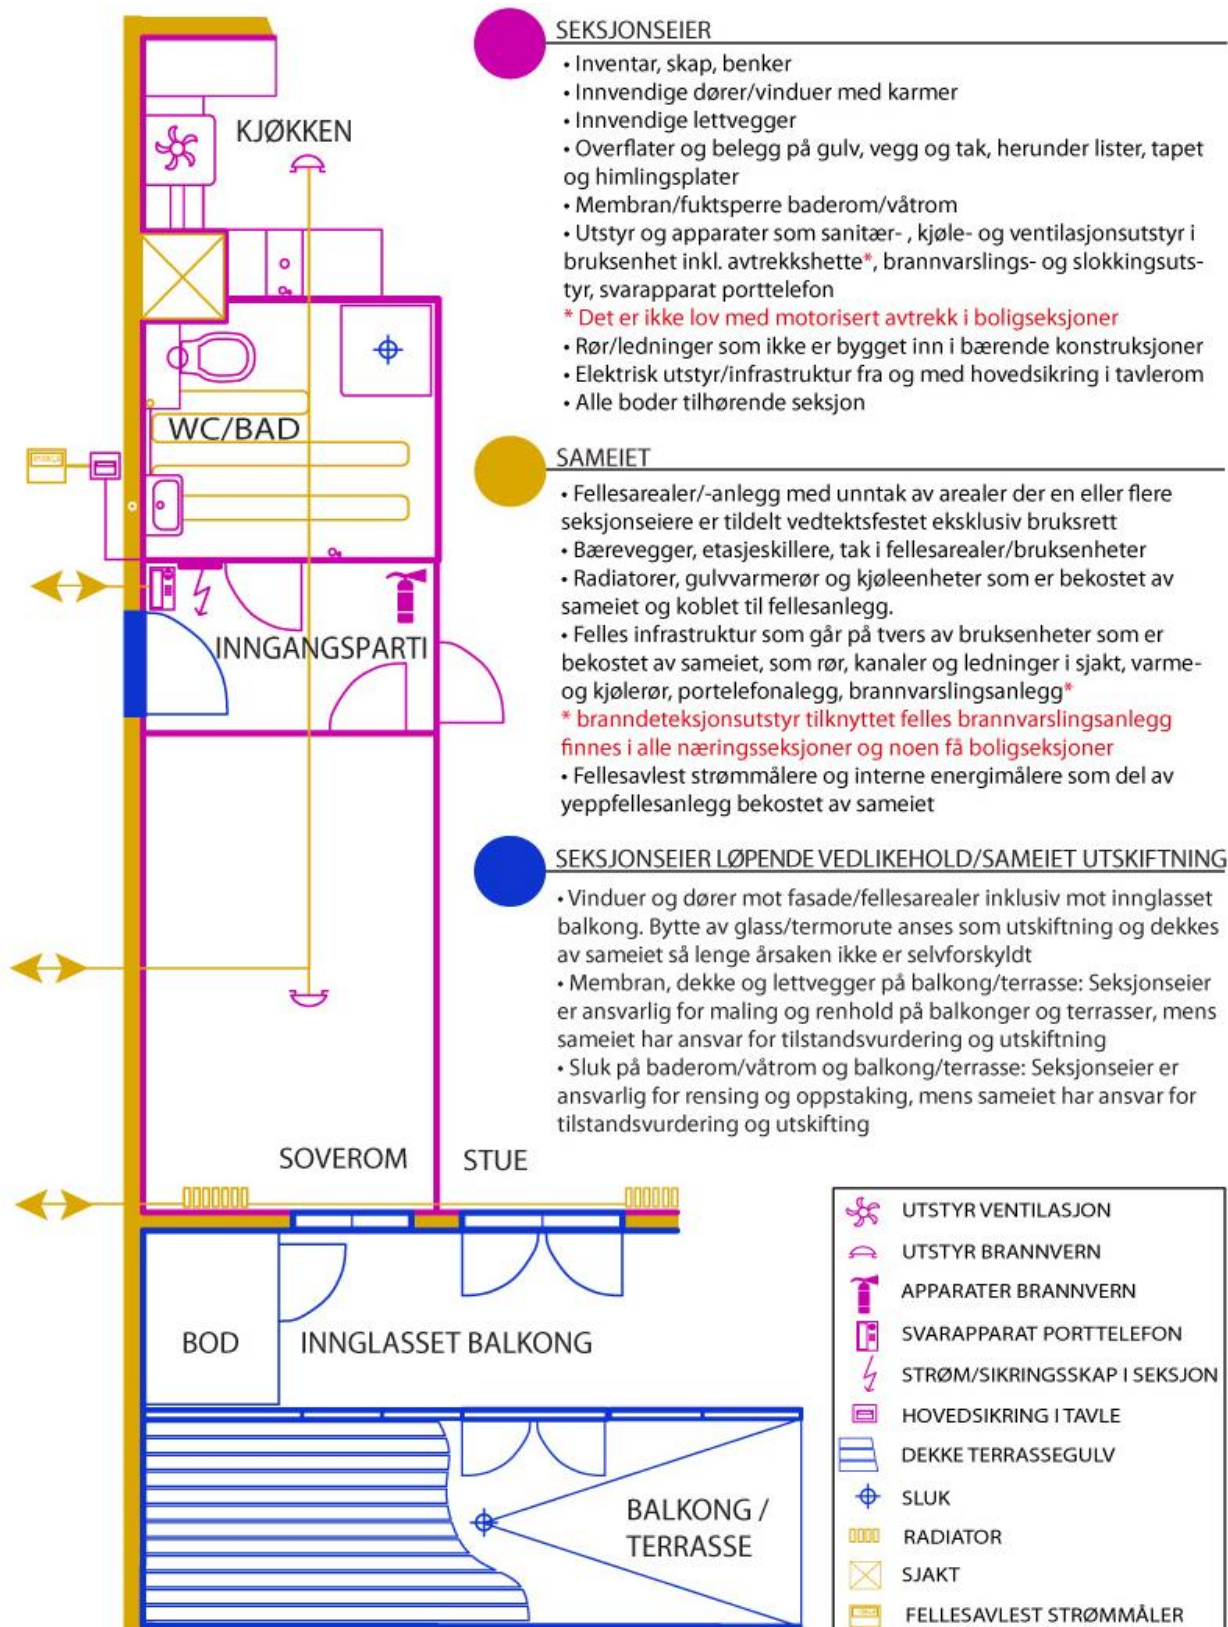 SEKSJONSEIER
• Inventar, skap, benker
• Innvendige dører/vinduer med karmer
• Innvendige lettvegger
• Overflater og belegg på gulv, vegg og tak, herunder lister, tapet
og himlingsplater
• Membran/fuktsperre baderom/våtrom
• Utstyr og apparater som sanitær- , kjøle- og ventilasjonsutstyr i
bruksenhet inkl. avtrekkshette*, brannvarslings- og slokkingsuts-
tyr, svarapparat porttelefon
* Det er ikke lov med motorisert avtrekk i boligseksjoner
• Rør/ledninger som ikke er bygget inn i bærende konstruksjoner
• Elektrisk utstyr/infrastruktur fra og med hovedsikring i tavlerom
• Alle boder tilhørende seksjon
SAMEIET
• Fellesarealer/-anlegg med unntak av arealer der en eller flere
seksjonseiere er tildelt vedtektsfestet eksklusiv bruksrett
• Bærevegger, etasjeskillere, tak i fellesarealer/bruksenheter
• Radiatorer, gulvvarmerør og kjøleenheter som er bekostet av
sameiet og koblet til fellesanlegg.
• Felles infrastruktur som går på tvers av bruksenheter som er
bekostet av sameiet, som rør, kanaler og ledninger i sjakt, varme-
og kjølerør, portelefonalegg, brannvarslingsanlegg*
* branndeteksjonsutstyr tilknyttet felles brannvarslingsanlegg
finnes i alle næringsseksjoner og noen få boligseksjoner
• Fellesavlest strømmålere og interne energimålere som del av
yeppfellesanlegg bekostet av sameiet
SEKSJONSEIER LØPENDE VEDLIKEHOLD/SAMEIET UTSKIFTNING
• Vinduer og dører mot fasade/fellesarealer inklusiv mot innglasset
balkong. Bytte av glass/termorute anses som utskiftning og dekkes
av sameiet så lenge årsaken ikke er selvforskyldt
• Membran, dekke og lettvegger på balkong/terrasse: Seksjonseier
er ansvarlig for maling og renhold på balkonger og terrasser, mens
sameiet har ansvar for tilstandsvurdering og utskiftning
• Sluk på baderom/våtrom og balkong/terrasse: Seksjonseier er
ansvarlig for rensing og oppstaking, mens sameiet har ansvar for
tilstandsvurdering og utskifting
KJØKKEN
WC/BAD
INNGANGSPARTI
SOVEROM
STUE
BOD
INNGLASSET BALKONG
BALKONG /
TERRASSE
UTSTYR VENTILASJON
UTSTYR BRANNVERN
APPARATER BRANNVERN
SVARAPPARAT PORTTELEFON
STRØM/SIKRINGSSKAP I SEKSJON
HOVEDSIKRING I TAVLE
DEKKE TERRASSEGULV
SLUK
RADIATOR
SJAKT
FELLESAVLEST STRØMMÅLER